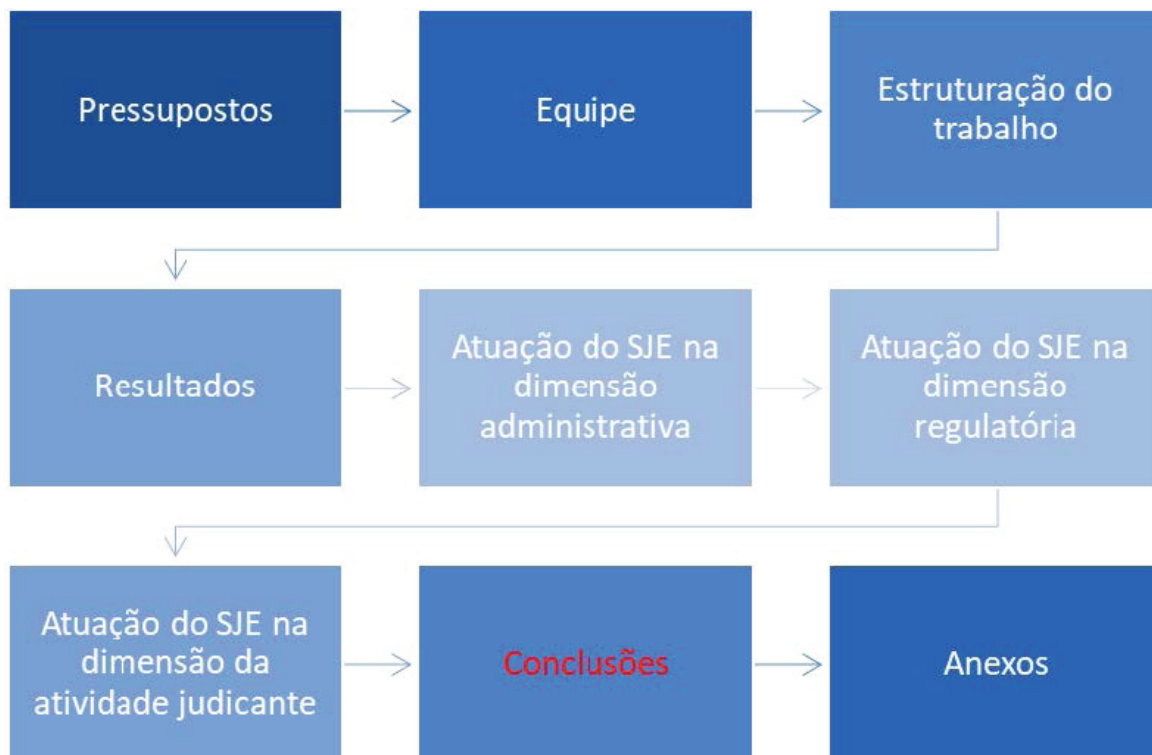 Pressupostos
Equipe
Estruturação do
trabalho
Resultados
Atuação do SJE na
dimensão
administrativa
Atuação do SJE na
dimensão
regulatória
Atuação do SJE na
dimensão da
atividade judicante
Conclusões
Anexos